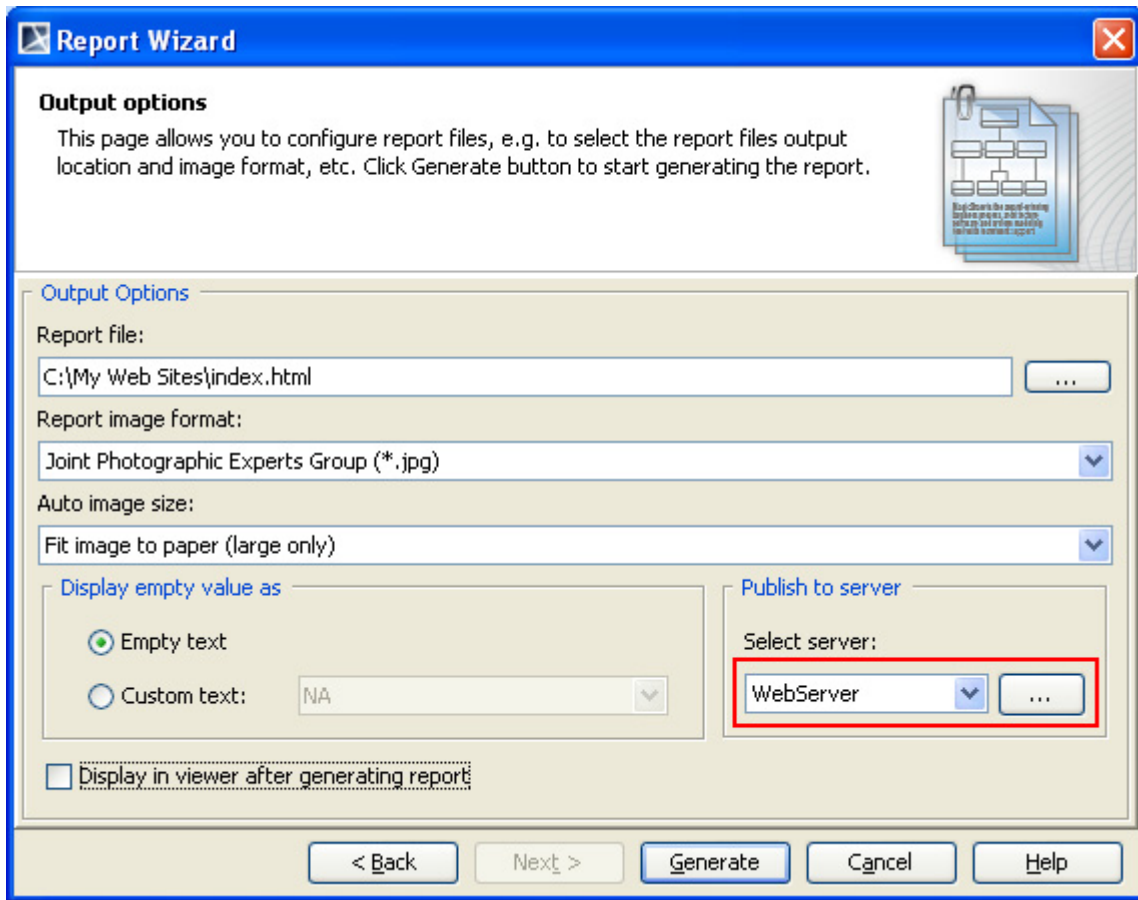 Report Wizard
Output options
This page allows you to configure report files, e.g. to select the report files output
location and image format, etc. Click Generate button to start generating the report.
Output Options
Report file:
C:\My Web Sites\index.html
...
Report image format:
Joint Photographic Experts Group (*.jpg)
Auto image size:
Fit image to paper (large only)
Display empty value as
Empty text
Custom text:
NA
Publish to server
Select server:
WebServer
...
Display in viewer after generating report
< Back
Next >
Generate
Cancel
Help